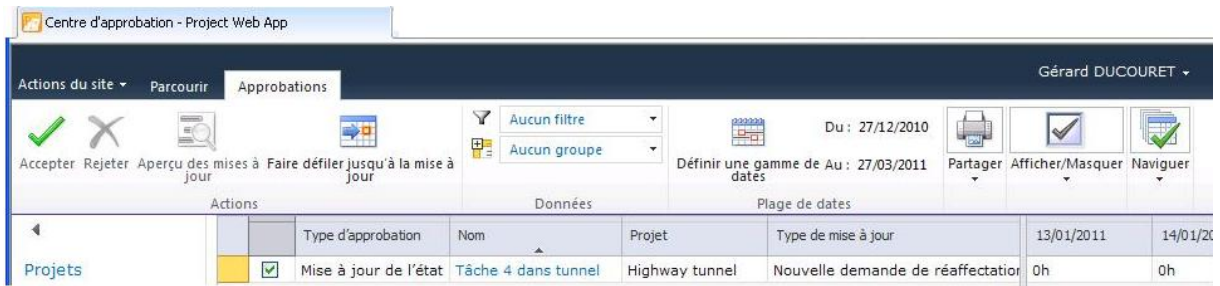 Centre d'approbation - Project Web App
Gérard DUCOURET
Actions du site Parcourir Approbations
Aucun filtre
Du : 27/12/2010
Aucun groupe
Accepter Rejeter Aperçu des mises à jour Faire défiler jusqu'à la mise à jour
Définir une gamme de dates
Au : 27/03/2011
Partager Afficher/Masquer Naviguer
Actions Données Plage de dates
Type d'approbation Nom Projet Type de mise à jour 13/01/2011
Projets Mise à jour de l'état Tâche 4 dans tunnel Highway tunnel Nouvelle demande de 0h 0h